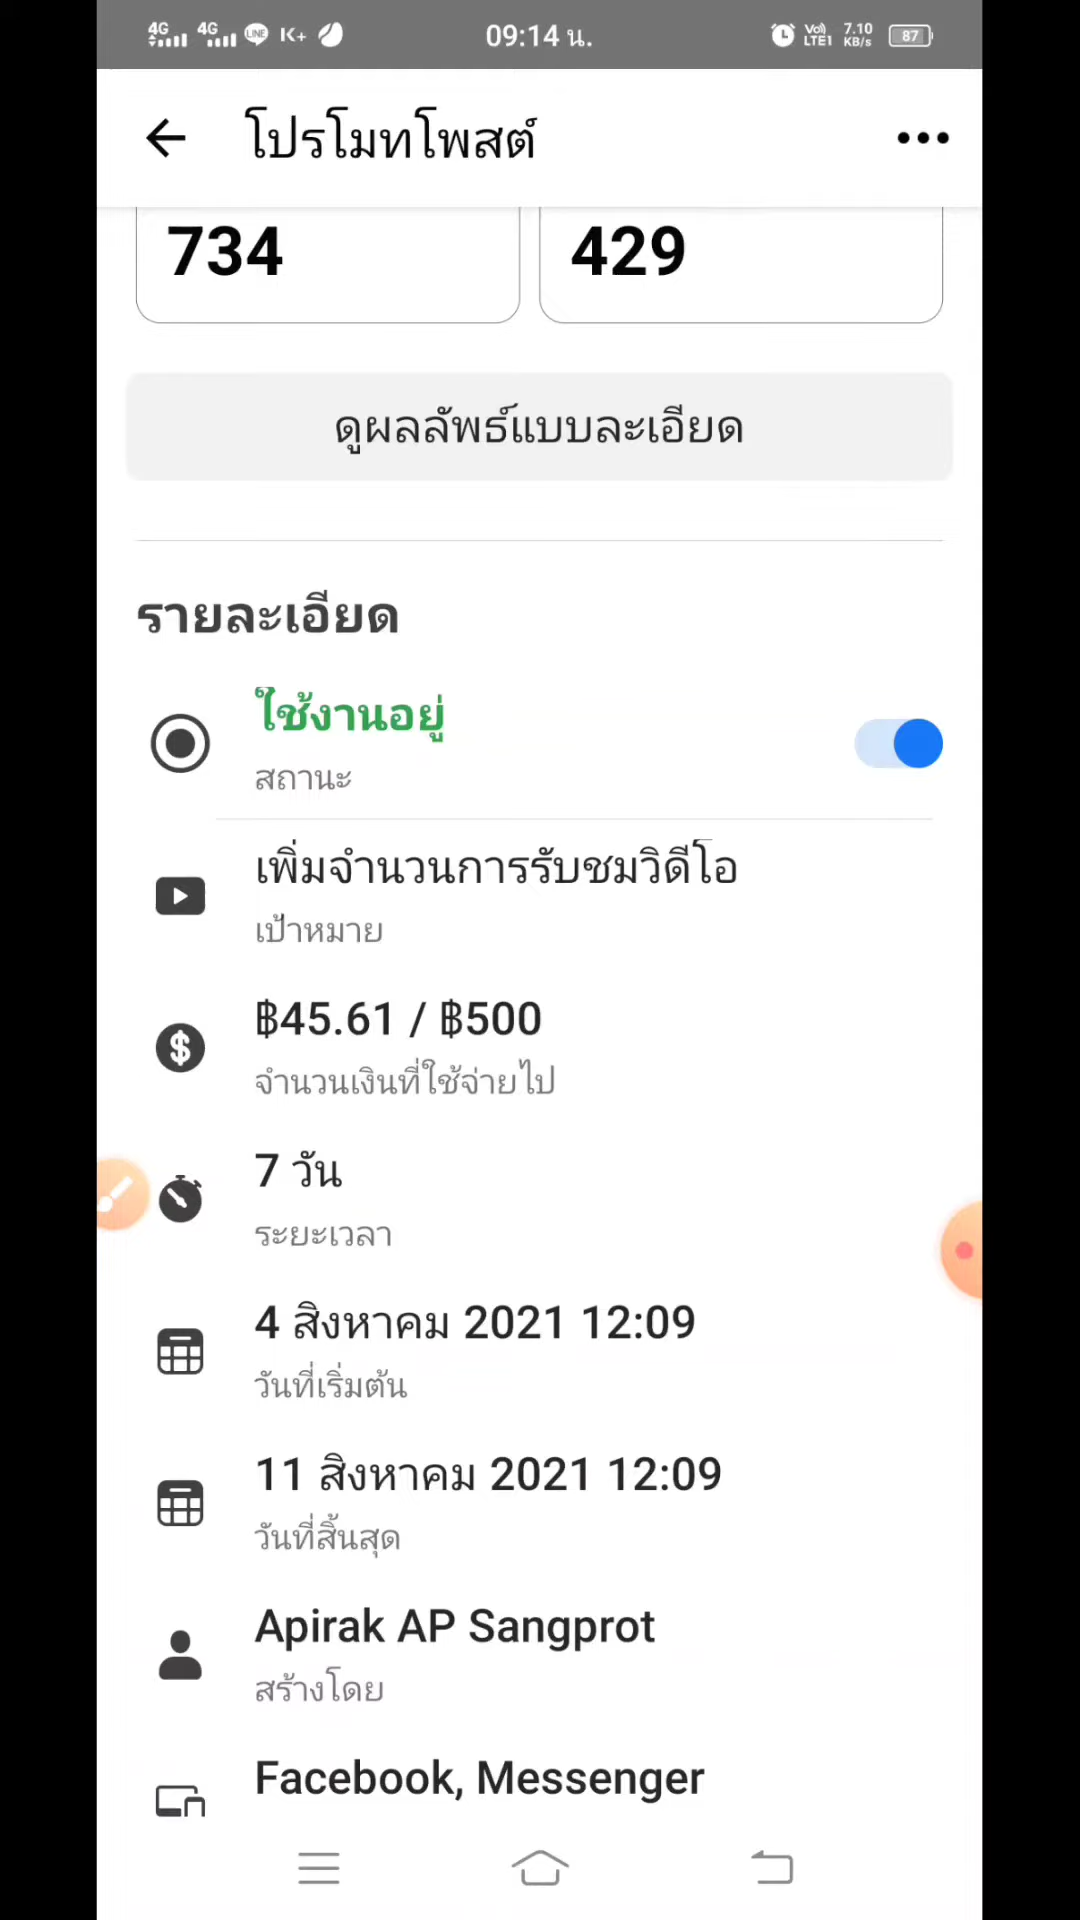 4G 4G LINE K+ 09:14 น. Vo) LTE1 7.10 KB/s 87
โปรโมทโพสต์
734 429
ดูผลลัพธ์แบบละเอียด
รายละเอียด
ใช้งานอยู่
สถานะ
เพิ่มจำนวนการรับชมวิดีโอ
เป้าหมาย
฿45.61 / ฿500
จำนวนเงินที่ใช้จ่ายไป
7 วัน
ระยะเวลา
4 สิงหาคม 2021 12:09
วันที่เริ่มต้น
11 สิงหาคม 2021 12:09
วันที่สิ้นสุด
Apirak AP Sangprot
สร้างโดย
Facebook, Messenger